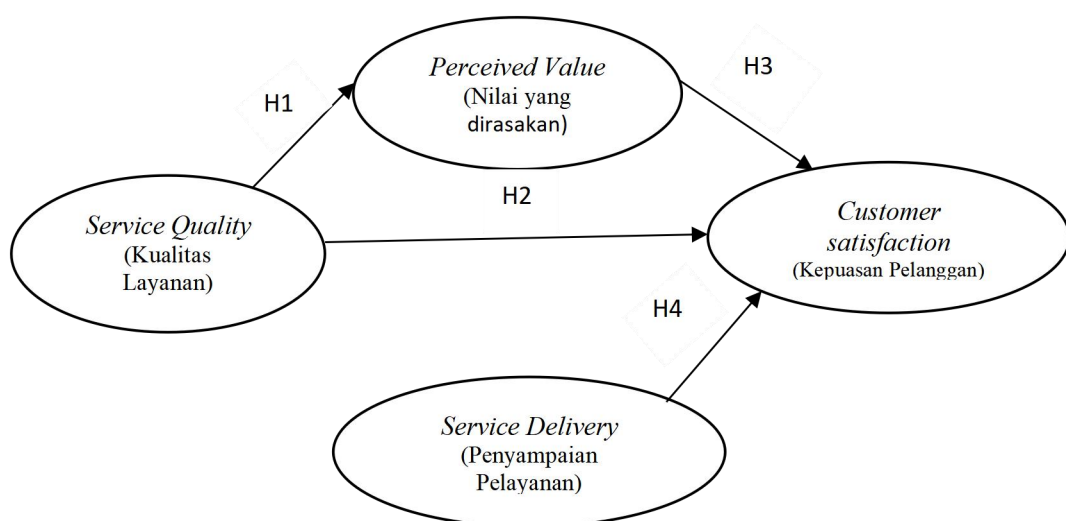 Perceived Value
(Nilai yang
dirasakan)
H3
H1
H2
Service Quality
(Kualitas
Layanan)
Customer
satisfaction
(Kepuasan Pelanggan)
H4
Service Delivery
(Penyampaian
Pelayanan)